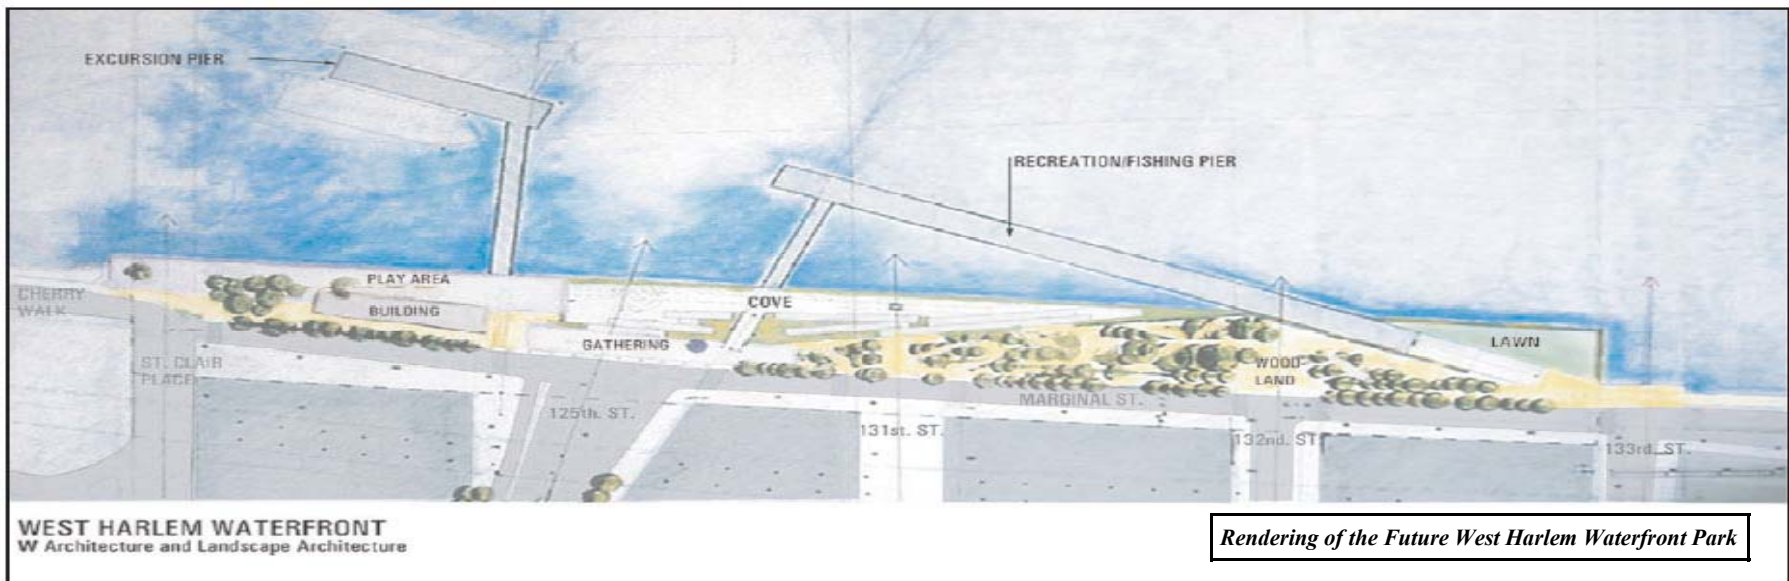 EXCURSION PIER
RECREATION/FISHING PIER
PLAY AREA
CHERRY
WALK
BUILDING
COVE
GATHERING
LAWN
ST. CLAIR
PLACE
WOOD-
LAND
MARGINAL ST.
125th. ST.
131st. ST.
132nd. ST.
133rd. ST.
WEST HARLEM WATERFRONT
W Architecture and Landscape Architecture
Rendering of the Future West Harlem Waterfront Park